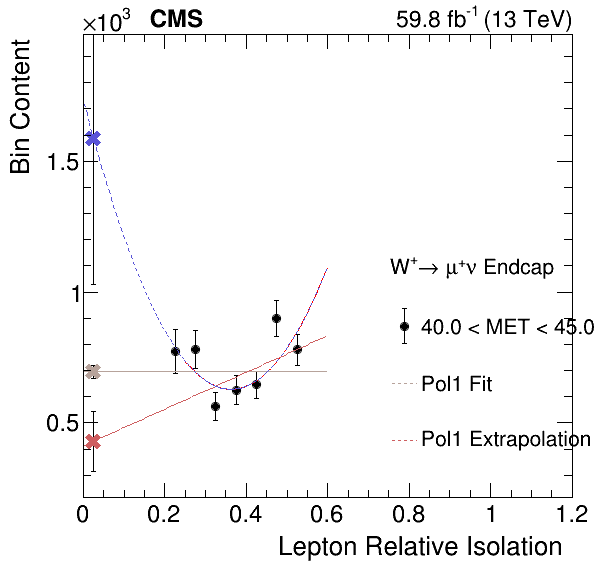 ×10³ CMS 59.8 fb⁻¹ (13 TeV)
Bin Content
1.5
1
0.5
W⁺→ μ⁺ν Endcap
40.0 < MET < 45.0
Pol1 Fit
Pol1 Extrapolation
0 0.2 0.4 0.6 0.8 1 1.2
Lepton Relative Isolation